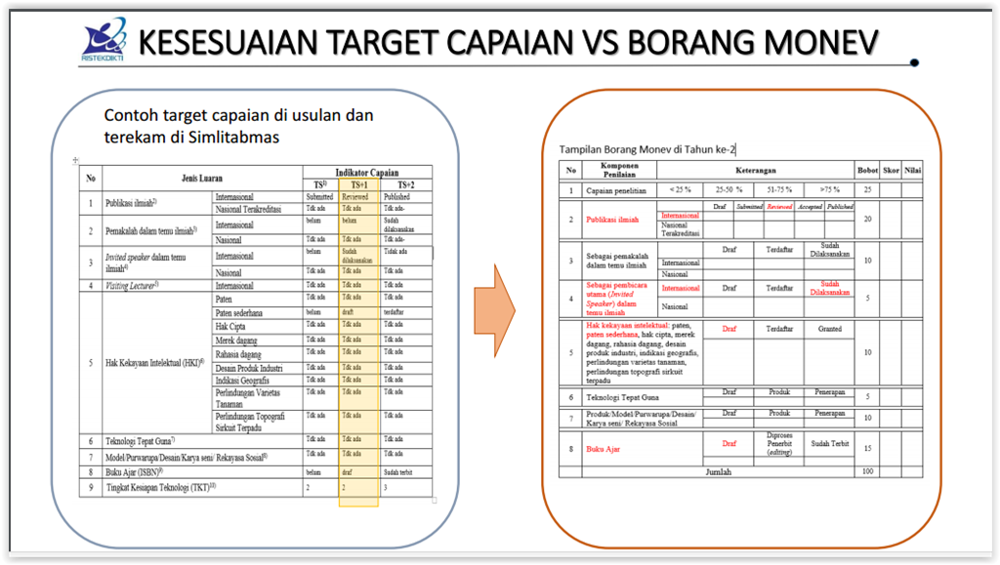 RISTEKDIKTI
KESESUAIAN TARGET CAPAIAN VS BORANG MONEV
Contoh target capaian di usulan dan
terekam di Simlitabmas
No Jenis Luaran Indikator Capaian
TS1) TS+1 TS+2
1 Publikasi ilmiah2) Internasional Submitted Reviewed Published
Nasional Terakreditasi Tdk ada Tdk ada Tdk ada-
2 Pemakalah dalam temu ilmiah3) Internasional belum belum Sudah
dilaksanakan
Nasional Tdk ada Tdk ada Tdk ada-
3 Invited speaker dalam temu
ilmiah4) Internasional belum Sudah
dilaksanakan Tidak ada
Nasional Tdk ada Tdk ada Tdk ada
4 Visiting Lecturer5) Internasional Tdk ada Tdk ada Tdk ada
5 Hak Kekayaan Intelektual (HKI)6) Paten Tdk ada Tdk ada Tdk ada
Paten sederhana belum draft terdaftar
Hak Cipta Tdk ada Tdk ada Tdk ada
Merek dagang Tdk ada Tdk ada Tdk ada
Rahasia dagang Tdk ada Tdk ada Tdk ada
Desain Produk Industri Tdk ada Tdk ada Tdk ada
Indikasi Geografis Tdk ada Tdk ada Tdk ada
Perlindungan Varietas
Tanaman Tdk ada Tdk ada Tdk ada
Perlindungan Topografi
Sirkuit Terpadu Tdk ada Tdk ada Tdk ada
6 Teknologi Tepat Guna7) Tdk ada Tdk ada Tdk ada
7 Model/Purwarupa/Desain/Karya seni/ Rekayasa Sosial8) Tdk ada Tdk ada Tdk ada
8 Buku Ajar (ISBN)9) belum draf Sudah terbit
9 Tingkat Kesiapan Teknologi (TKT)10) 2 2 3
Tampilan Borang Monev di Tahun ke-2
No Komponen
Penilaian Keterangan Bobot Skor Nilai
1 Capaian penelitian < 25 % 25-50 % 51-75 % >75 % 25
2 Publikasi ilmiah Draf Submitted Reviewed Accepted Published 20
Internasional
Nasional
Terakreditasi
3 Sebagai pemakalah
dalam temu ilmiah Draf Terdaftar Sudah
Dilaksanakan 10
Internasional
Nasional
4 Sebagai pembicara
utama (Invited
Speaker) dalam
temu ilmiah Internasional Draf Terdaftar Sudah
Dilaksanakan 5
Nasional
5 Hak kekayaan intelektual: paten,
paten sederhana, hak cipta, merek
dagang, rahasia dagang, desain
produk industri, indikasi geografis,
perlindungan varietas tanaman,
perlindungan topografi sirkuit
terpadu Draf Terdaftar Granted 10
6 Teknologi Tepat Guna Draf Produk Penerapan 5
7 Produk/Model/Purwarupa/Desain/
Karya seni/ Rekayasa Sosial Draf Produk Penerapan 10
8 Buku Ajar Draf Diproses
Penerbit
(editing) Sudah Terbit 15
Jumlah 100